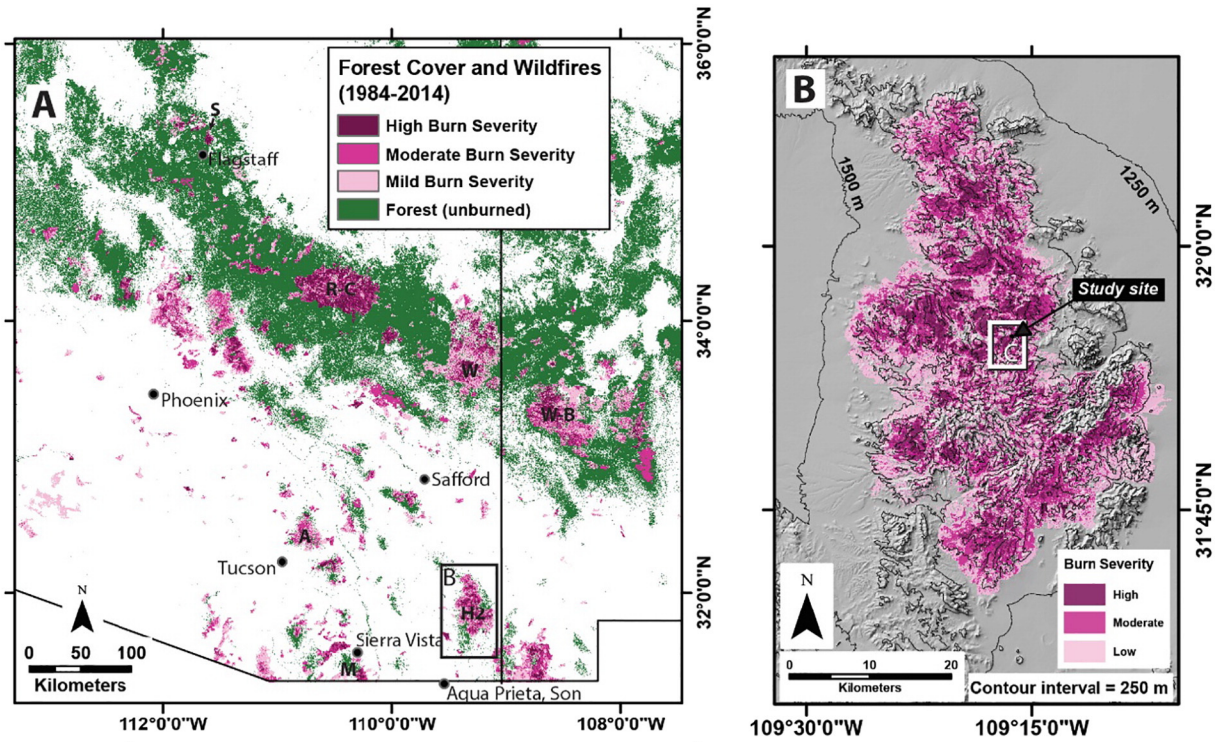 A
Forest Cover and Wildfires
(1984-2014)
High Burn Severity
Moderate Burn Severity
Mild Burn Severity
Forest (unburned)
S
Flagstaff
R-C
W
W-B
Phoenix
Safford
A
Tucson
B
H2
Sierra Vista
M
Aqua Prieta, Son
N
0 50 100
Kilometers
112°0'0"W
110°0'0"W
108°0'0"W
36°0'0"N
34°0'0"N
32°0'0"N
B
1500 m
1250 m
Study site
C
Burn Severity
High
Moderate
Low
N
0 10 20
Kilometers
Contour interval = 250 m
109°30'0"W
109°15'0"W
32°0'0"N
31°45'0"N